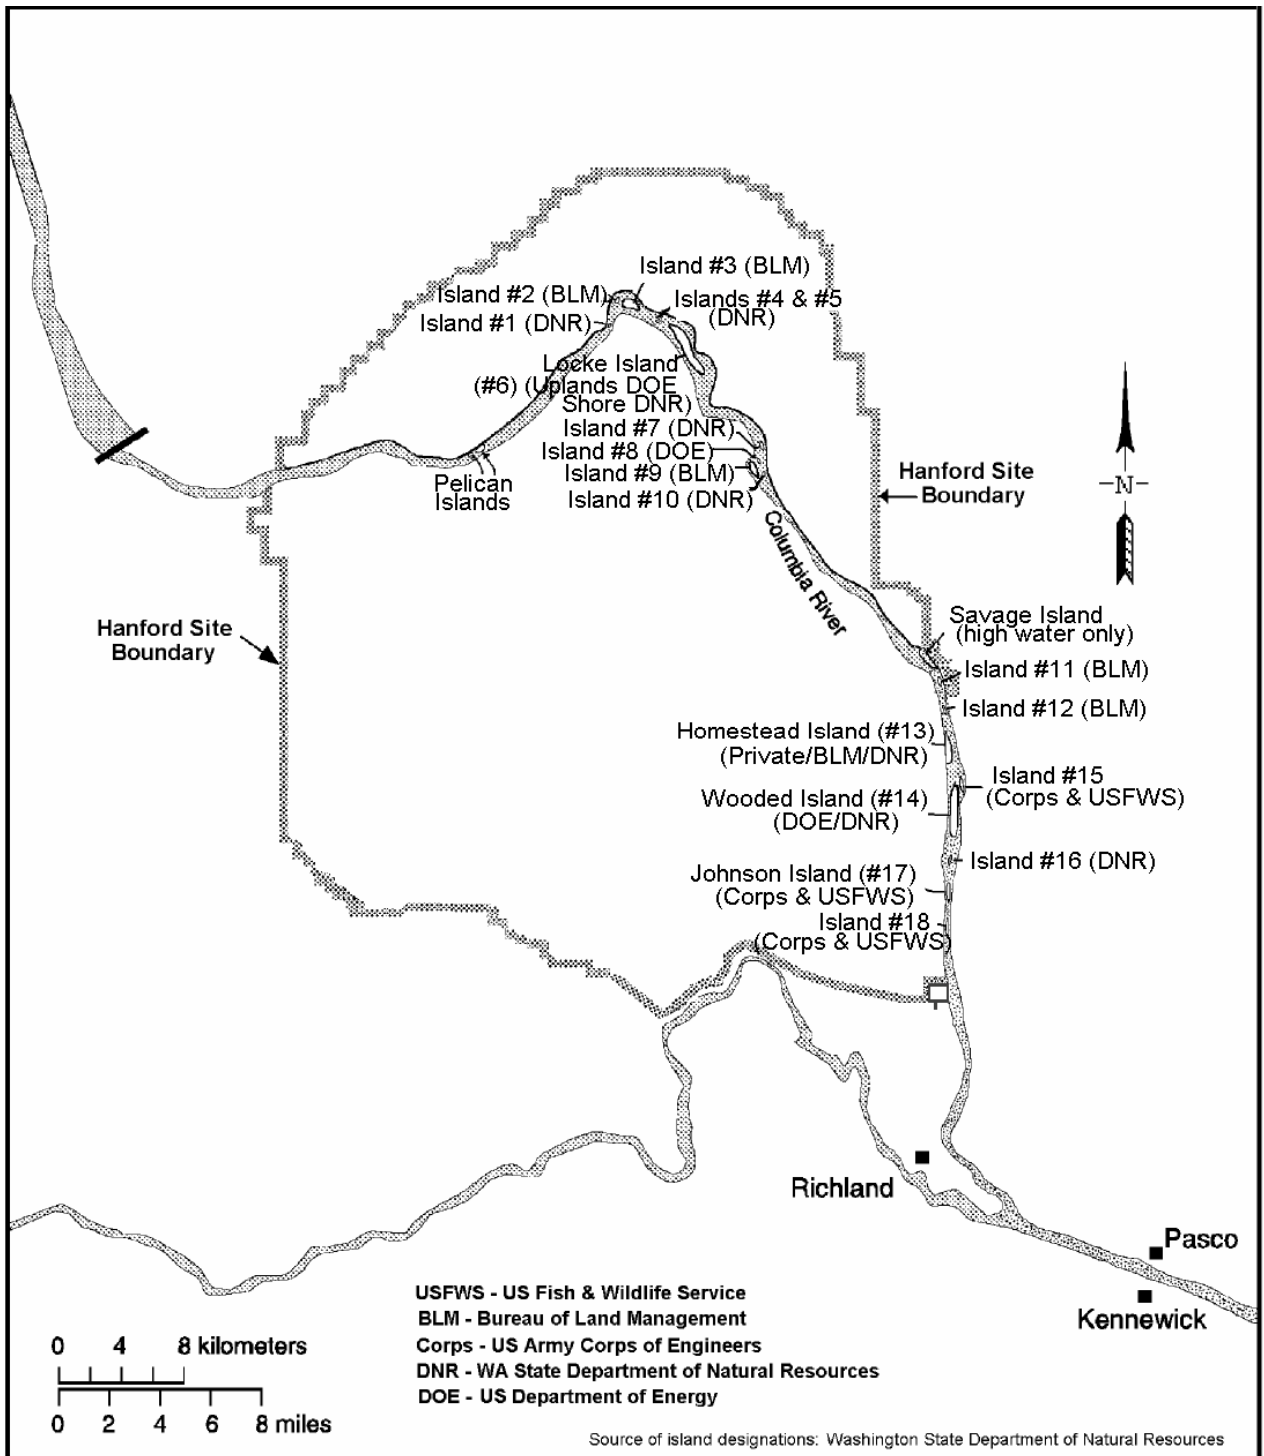 Island #3 (BLM)
Island #2 (BLM)
Islands #4 & #5
(DNR)
Island #1 (DNR)
Locke Island
(#6) (Uplands DOE
Shore DNR)
Island #7 (DNR)
Island #8 (DOE)
Island #9 (BLM)
Island #10 (DNR)
Pelican
Islands
Hanford Site
Boundary
N
Columbia River
Hanford Site
Boundary
Savage Island
(high water only)
Island #11 (BLM)
Island #12 (BLM)
Homestead Island (#13)
(Private/BLM/DNR)
Island #15
(Corps & USFWS)
Wooded Island (#14)
(DOE/DNR)
Island #16 (DNR)
Johnson Island (#17)
(Corps & USFWS)
Island #18
(Corps & USFWS)
Richland
Pasco
Kennewick
USFWS - US Fish & Wildlife Service
BLM - Bureau of Land Management
Corps - US Army Corps of Engineers
DNR - WA State Department of Natural Resources
DOE - US Department of Energy
0 4 8 kilometers
0 2 4 6 8 miles
Source of island designations: Washington State Department of Natural Resources